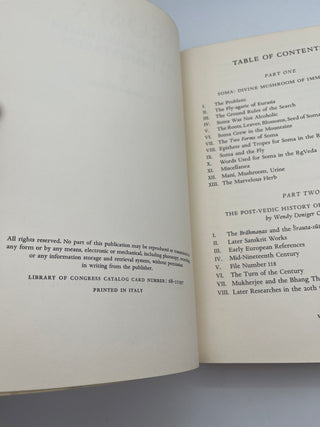 All rights reserved. No part of this publication may be reproduced or transmitted in
any form or by any means, electronic or mechanical, including photocopy, recording,
or any information storage and retrieval system, without permission
in writing from the publisher.
LIBRARY OF CONGRESS CATALOG CARD NUMBER: 68-11197
PRINTED IN ITALY
TABLE OF CONTENT
PART ONE
SOMA: DIVINE MUSHROOM OF IMM
I. The Problem
II. The Fly-agaric of Eurasia
III. The Ground Rules of the Search
IV. Soma Was Not Alcoholic
V. The Roots, Leaves, Blossoms, Seed of Soma
VI. Soma Grew in the Mountains
VII. The Two Forms of Soma
VIII. Epithets and Tropes for Soma in the R
IX. Soma and the Fly
X. Words Used for Soma in the RgVeda
XI. Miscellanea
XII. Mani, Mushroom, Urine
XIII. The Marvelous Herb
PART TWO
THE POST-VEDIC HISTORY OF
by Wendy Doniger
I. The Brāhmaṇas and the Śrauta-sū
II. Later Sanskrit Works
III. Early European References
IV. Mid-Nineteenth Century
V. File Number 118
VI. The Turn of the Century
VII. Mukherjee and the Bhang Th
VIII. Later Researches in the 20th